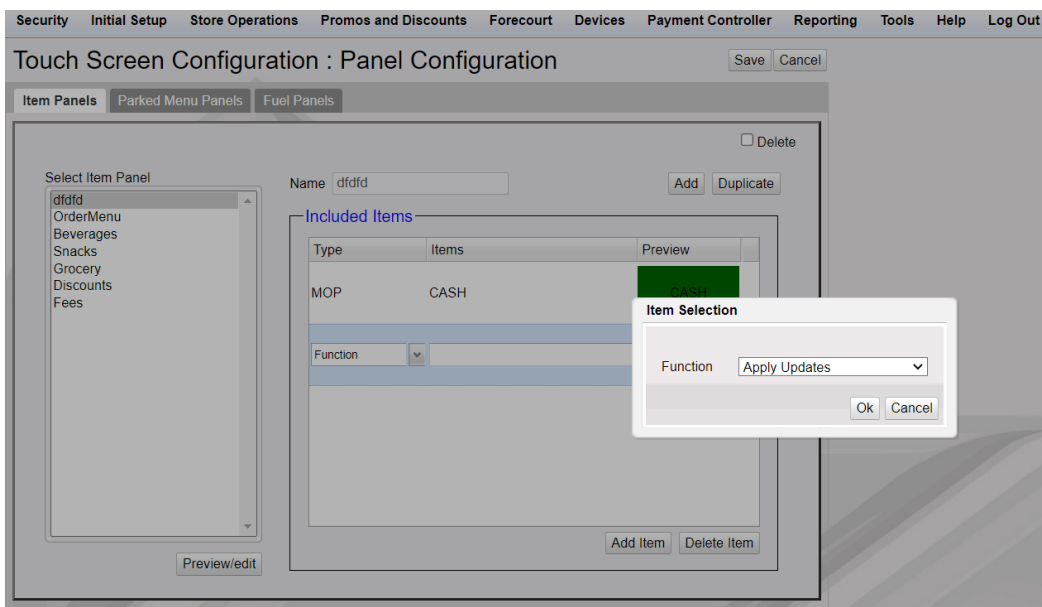 Security Initial Setup Store Operations Promos and Discounts Forecourt Devices Payment Controller Reporting Tools Help Log Out
Touch Screen Configuration : Panel Configuration
Save Cancel
Item Panels Parked Menu Panels Fuel Panels
Delete
Select Item Panel
dfdfd
OrderMenu
Beverages
Snacks
Grocery
Discounts
Fees
Preview/edit
Name dfdfd Add Duplicate
Included Items
Type Items Preview
MOP CASH CASH
Function
Add Item Delete Item
Item Selection
Function Apply Updates
Ok Cancel